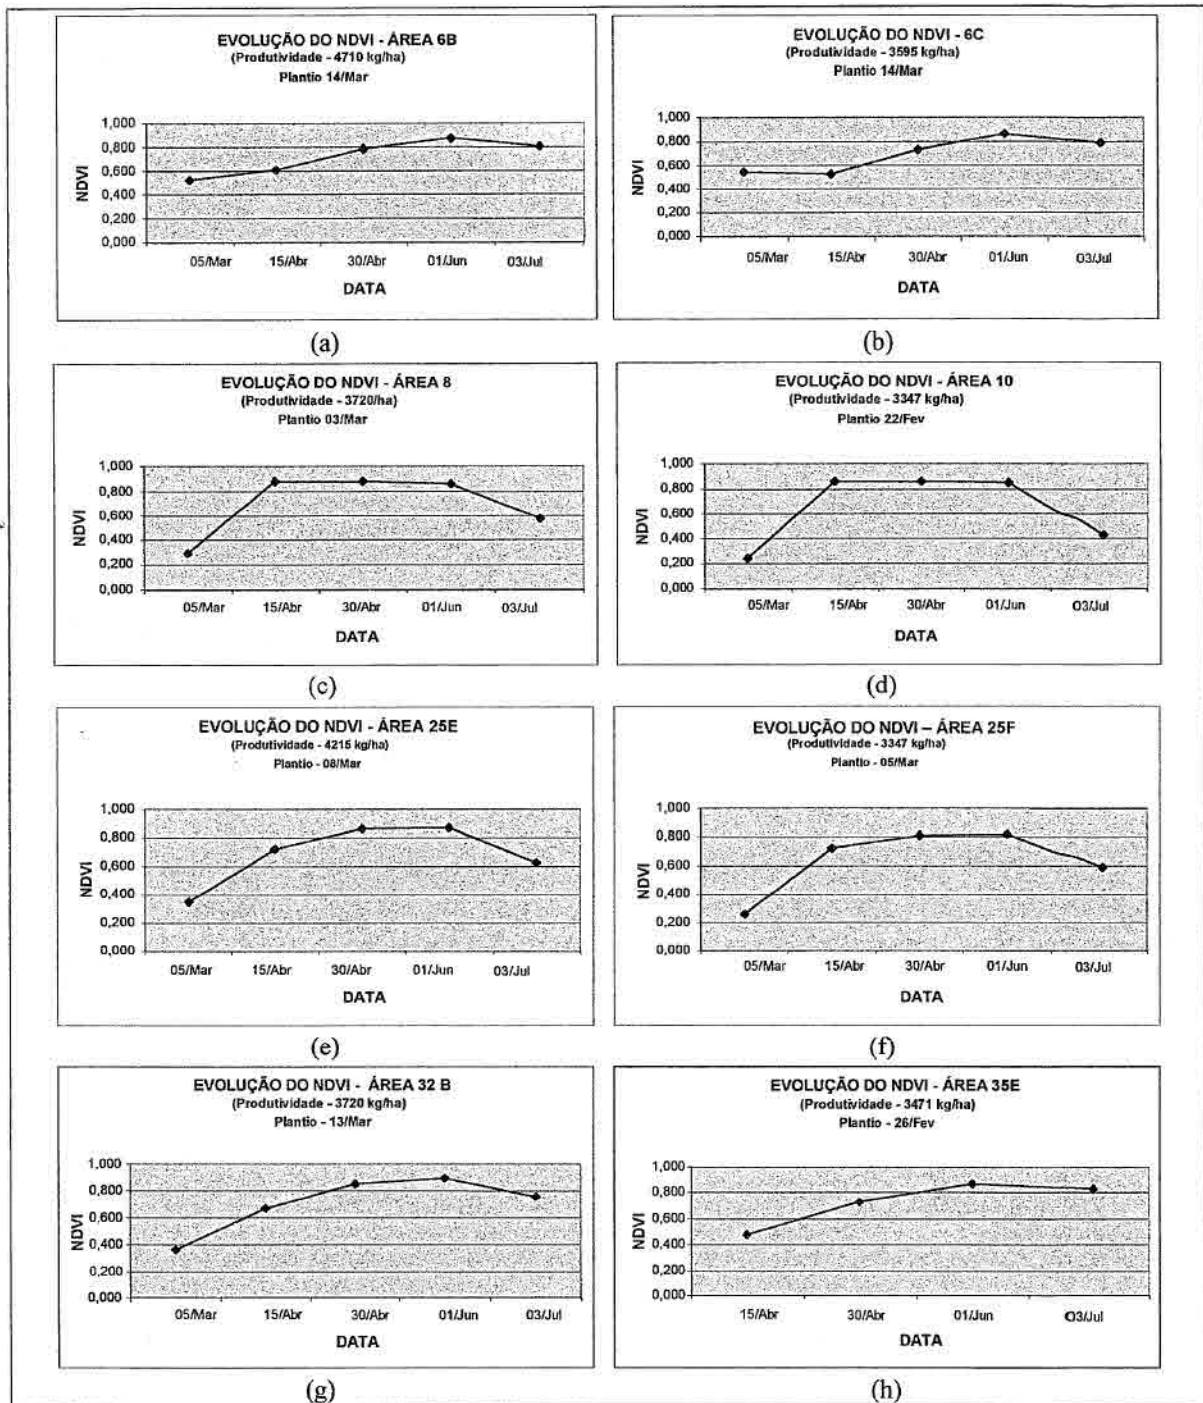 EVOLUÇÃO DO NDVI - ÁREA 6B
(Produtividade - 4710 kg/ha)
Plantio 14/Mar
NDVI
1,000
0,800
0,600
0,400
0,200
0,000
05/Mar 15/Abr 30/Abr 01/Jun 03/Jul
DATA
(a)
EVOLUÇÃO DO NDVI - 6C
(Produtividade - 3595 kg/ha)
Plantio 14/Mar
NDVI
1,000
0,800
0,600
0,400
0,200
0,000
05/Mar 15/Abr 30/Abr 01/Jun 03/Jul
DATA
(b)
EVOLUÇÃO DO NDVI - ÁREA 8
(Produtividade - 3720/ha)
Plantio 03/Mar
NDVI
1,000
0,800
0,600
0,400
0,200
0,000
05/Mar 15/Abr 30/Abr 01/Jun 03/Jul
DATA
(c)
EVOLUÇÃO DO NDVI - ÁREA 10
(Produtividade - 3347 kg/ha)
Plantio 22/Fev
NDVI
1,000
0,800
0,600
0,400
0,200
0,000
05/Mar 15/Abr 30/Abr 01/Jun 03/Jul
DATA
(d)
EVOLUÇÃO DO NDVI - ÁREA 25E
(Produtividade - 4215 kg/ha)
Plantio - 08/Mar
NDVI
1,000
0,800
0,600
0,400
0,200
0,000
05/Mar 15/Abr 30/Abr 01/Jun 03/Jul
DATA
(e)
EVOLUÇÃO DO NDVI – ÁREA 25F
(Produtividade - 3347 kg/ha)
Plantio - 05/Mar
NDVI
1,000
0,800
0,600
0,400
0,200
0,000
05/Mar 15/Abr 30/Abr 01/Jun 03/Jul
DATA
(f)
EVOLUÇÃO DO NDVI - ÁREA 32 B
(Produtividade - 3720 kg/ha)
Plantio - 13/Mar
NDVI
1,000
0,800
0,600
0,400
0,200
0,000
05/Mar 15/Abr 30/Abr 01/Jun 03/Jul
DATA
(g)
EVOLUÇÃO DO NDVI - ÁREA 35E
(Produtividade - 3471 kg/ha)
Plantio - 26/Fev
NDVI
1,000
0,800
0,600
0,400
0,200
0,000
15/Abr 30/Abr 01/Jun 03/Jul
DATA
(h)